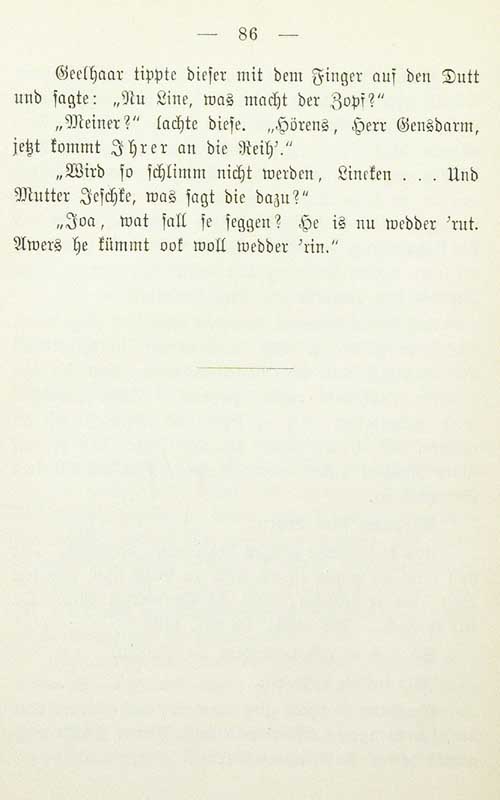 — 86 —
Geelhaar tippte dieser mit dem Finger auf den Dutt
und sagte: „Nu Line, was macht der Zopf?“
„Meiner?“ lachte diese. „Hörens, Herr Gensdarm,
jetzt kommt Ihrer an die Reih’.“
„Wird so schlimm nicht werden, Lineken . . . Und
Mutter Jeschke, was sagt die dazu?“
„Joa, wat sall se seggen? He is nu wedder ’rut.
Awers he kümmt ook woll wedder ’rin.“